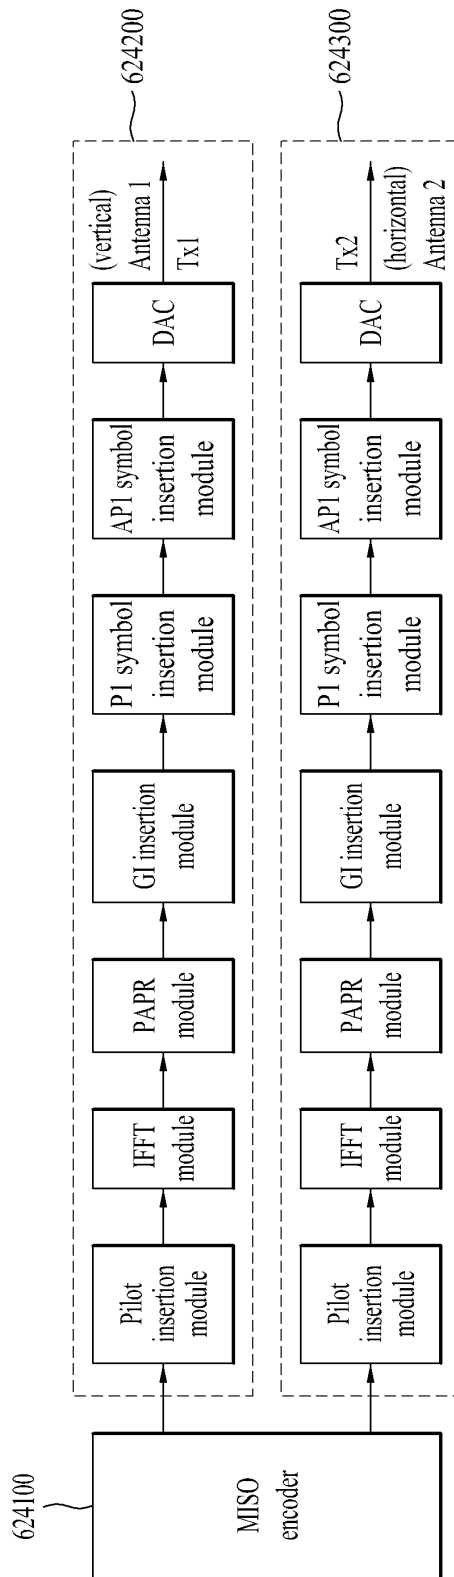 624100
MISO
encoder
624200
Pilot
insertion
module
IFFT
module
PAPR
module
GI insertion
module
P1 symbol
insertion
module
AP1 symbol
insertion
module
DAC
(vertical)
Antenna 1
Tx1
624300
Pilot
insertion
module
IFFT
module
PAPR
module
GI insertion
module
P1 symbol
insertion
module
AP1 symbol
insertion
module
DAC
Tx2
(horizontal)
Antenna 2